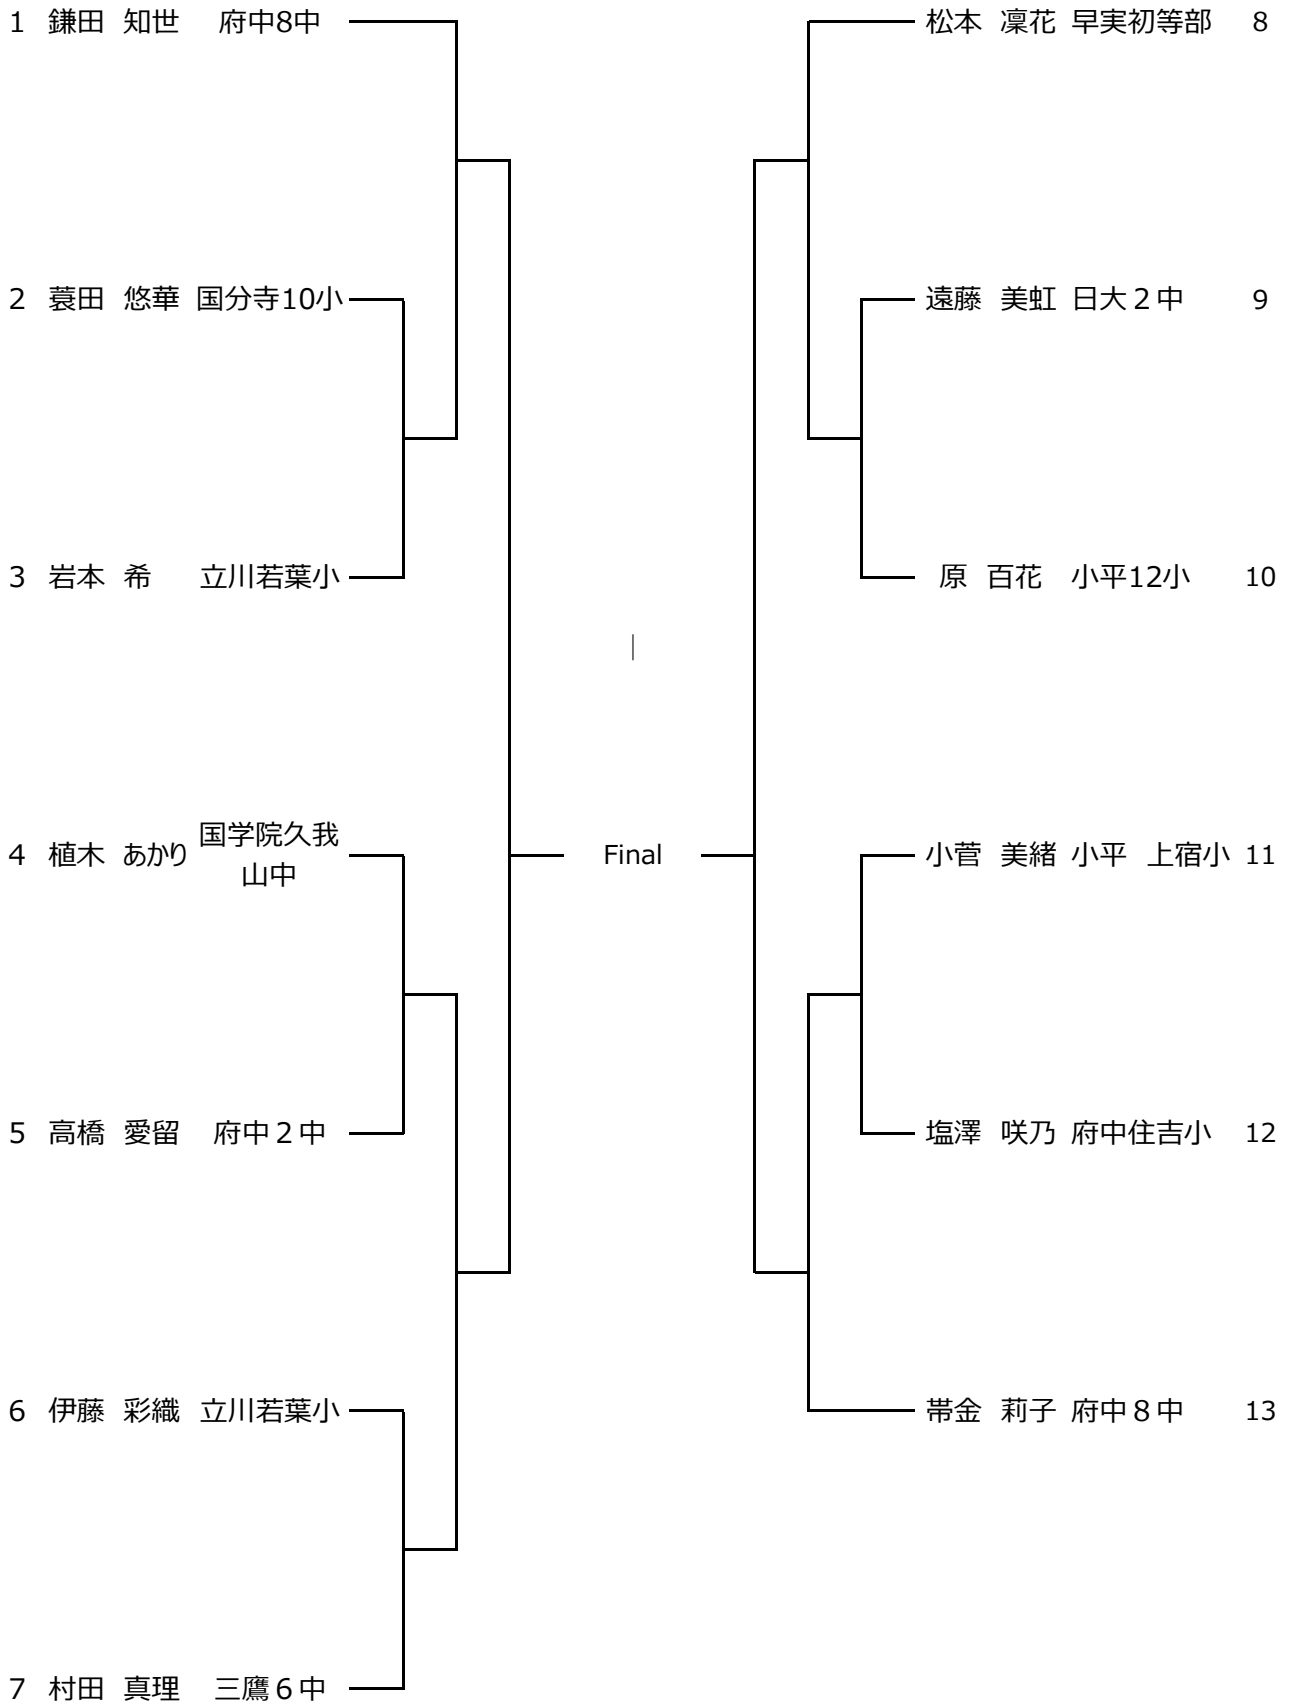 1 鎌田 知世 府中8中
松本 凜花 早実初等部 8
2 蓑田 悠華 国分寺10小
遠藤 美虹 日大２中 9
3 岩本 希 立川若葉小
原 百花 小平12小 10
｜
4 植木 あかり 国学院久我
山中
Final
小菅 美緒 小平 上宿小 11
5 高橋 愛留 府中２中
塩澤 咲乃 府中住吉小 12
6 伊藤 彩織 立川若葉小
帯金 莉子 府中８中 13
7 村田 真理 三鷹６中